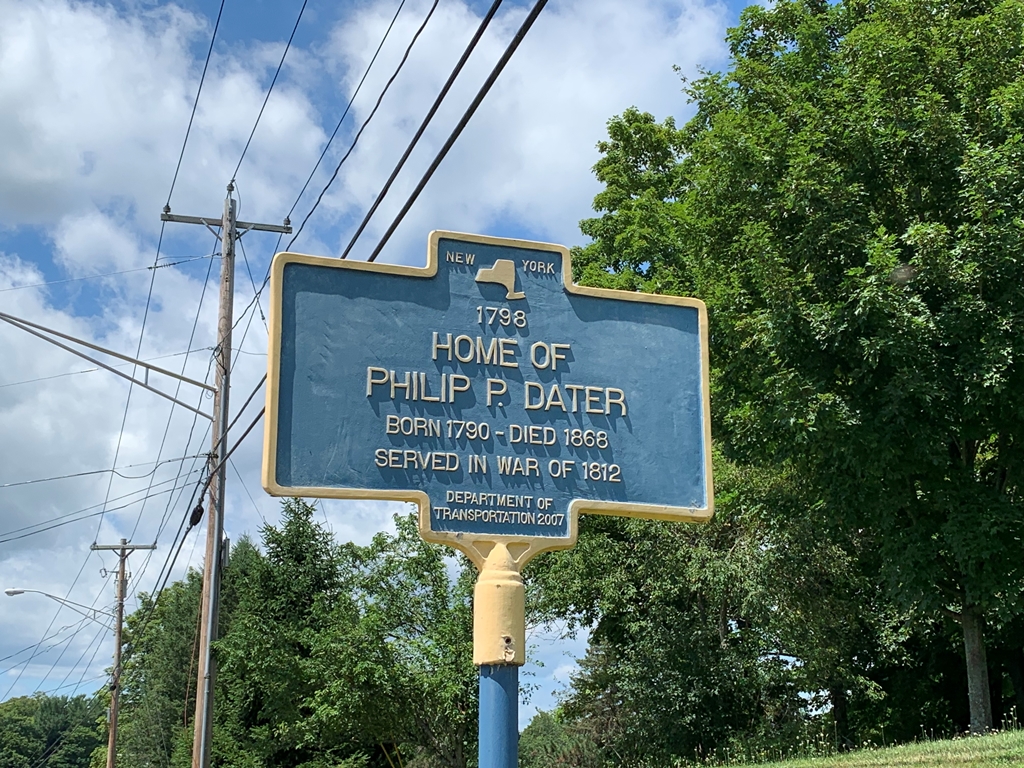 NEW YORK
1798
HOME OF
PHILIP P. DATER
BORN 1790 - DIED 1868
SERVED IN WAR OF 1812
DEPARTMENT OF
TRANSPORTATION 2007